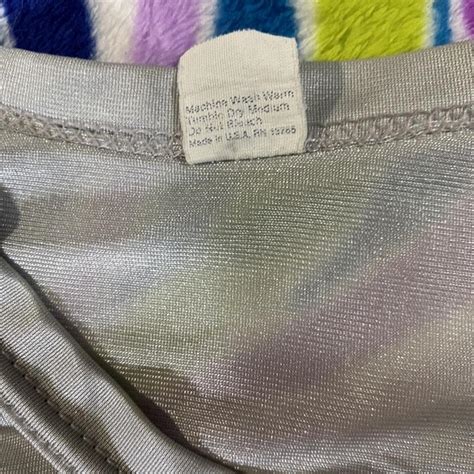 Machine Wash Warm
Tumble Dry Medium
Do Not Bleach
Made in U.S.A. RN 13765